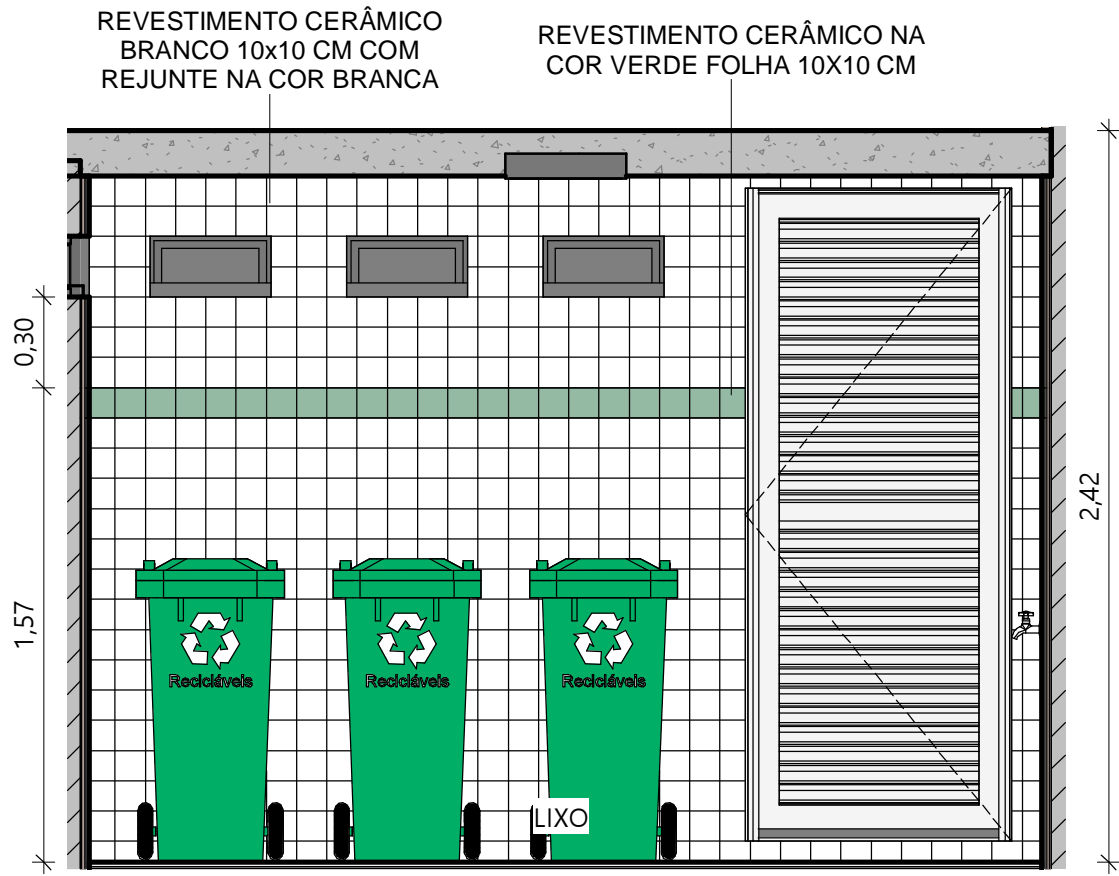 REVESTIMENTO CERÂMICO
BRANCO 10x10 CM COM
REJUNTE NA COR BRANCA
REVESTIMENTO CERÂMICO NA
COR VERDE FOLHA 10X10 CM
0,30
1,57
2,42
Recicláveis
Recicláveis
Recicláveis
LIXO